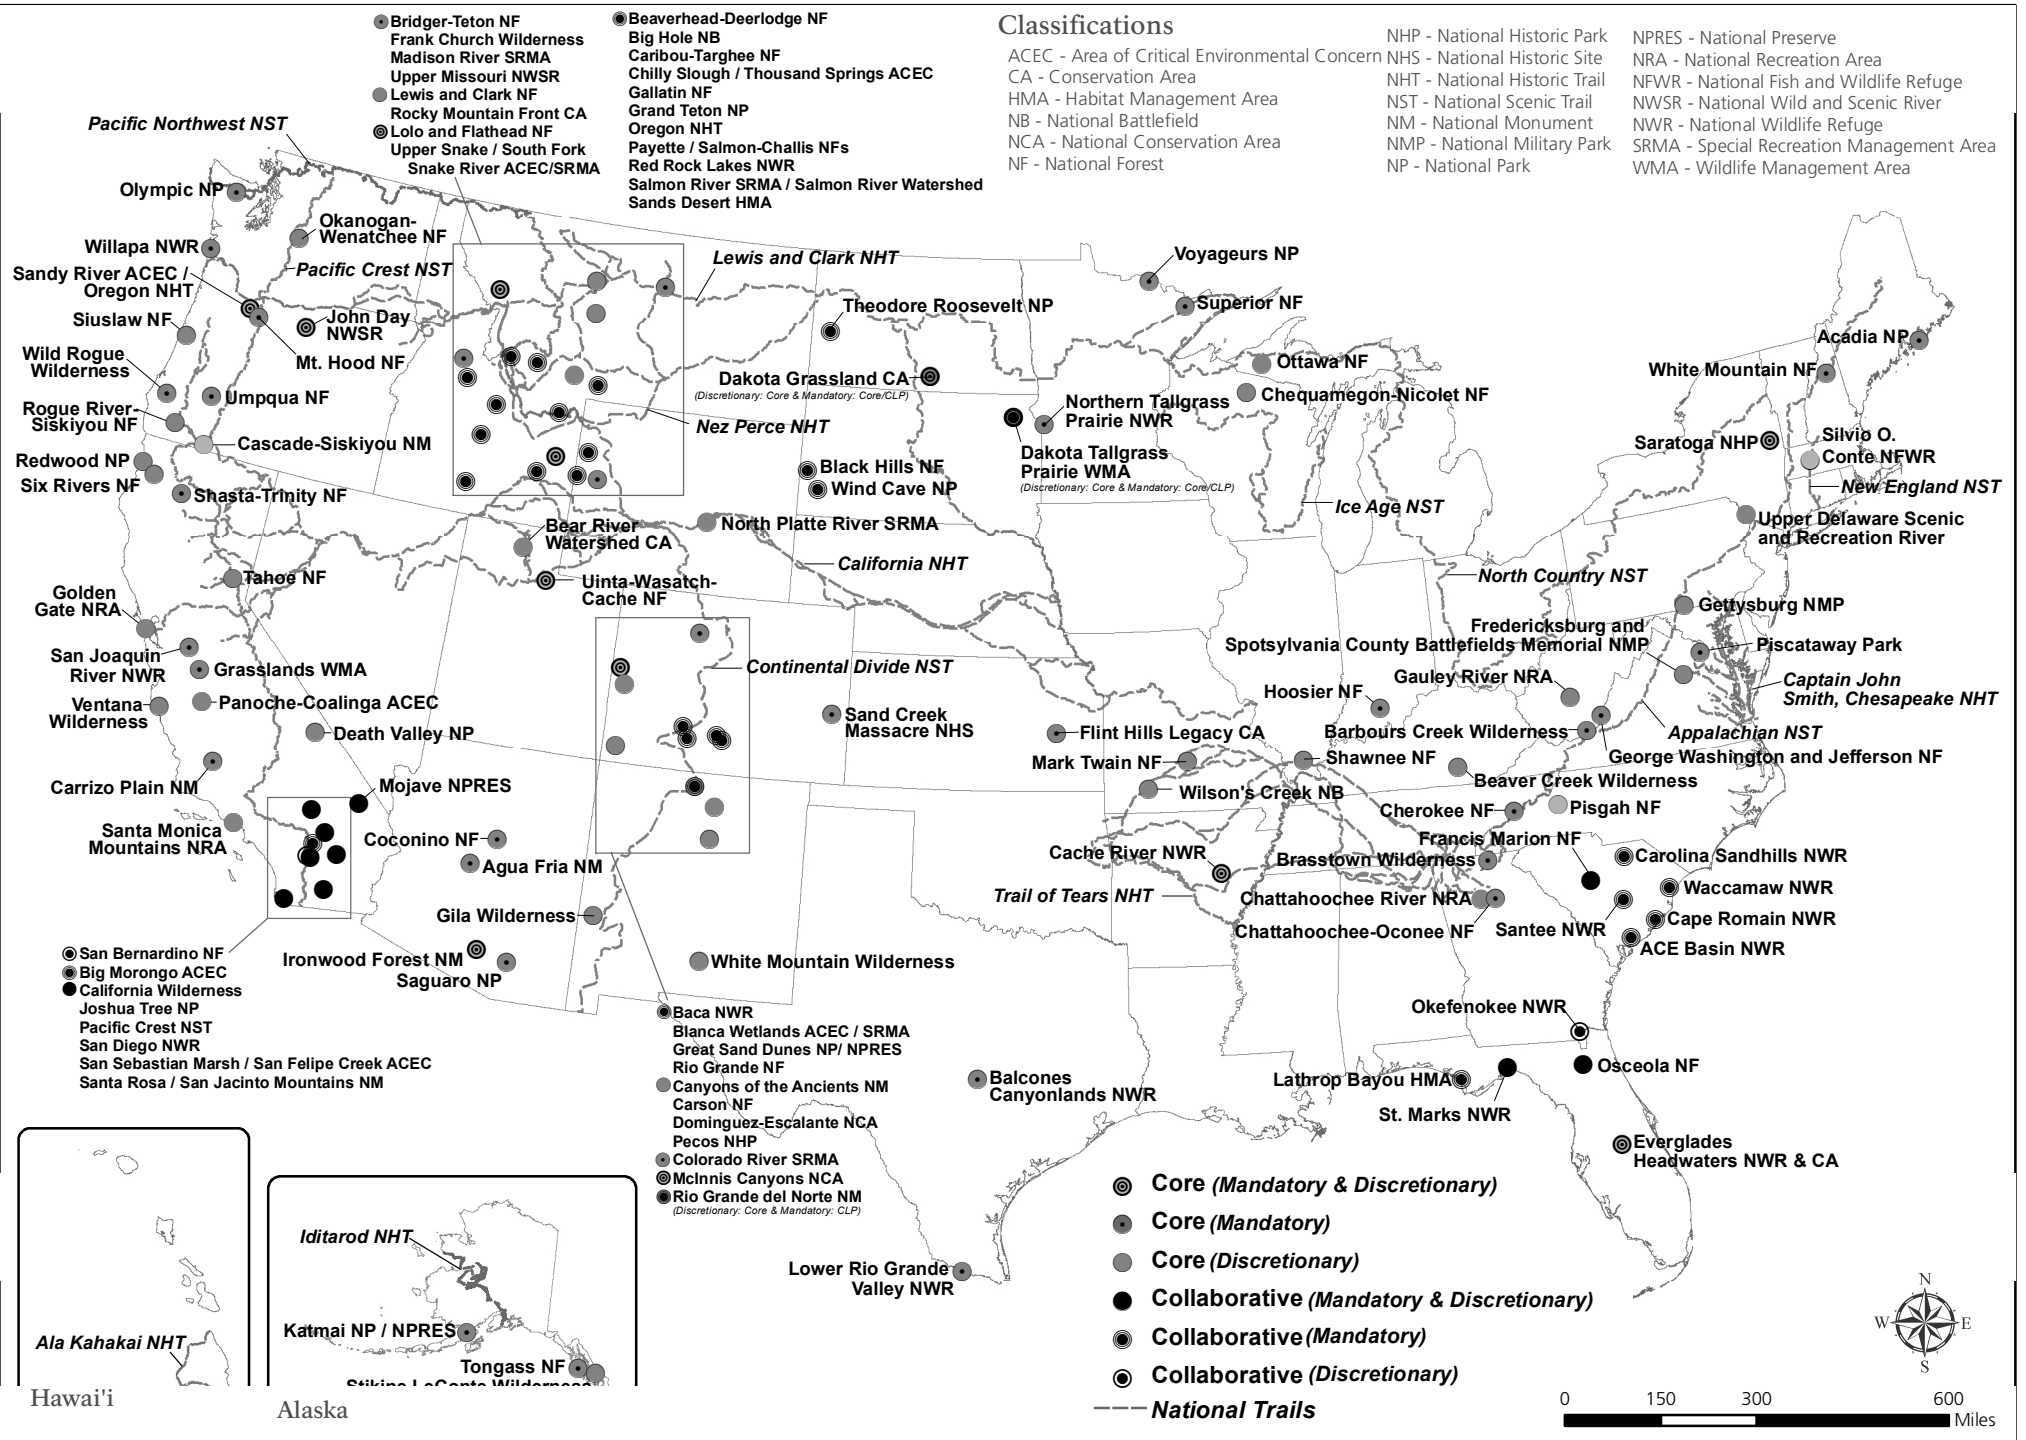 Bridger-Teton NF
Frank Church Wilderness
Madison River SRMA
Upper Missouri NWSR
Lewis and Clark NF
Rocky Mountain Front CA
Lolo and Flathead NF
Upper Snake / South Fork
Snake River ACEC/SRMA
Beaverhead-Deerlodge NF
Big Hole NB
Caribou-Targhee NF
Chilly Slough / Thousand Springs ACEC
Gallatin NF
Grand Teton NP
Oregon NHT
Payette / Salmon-Challis NFs
Red Rock Lakes NWR
Salmon River SRMA / Salmon River Watershed
Sands Desert HMA
Classifications
ACEC - Area of Critical Environmental Concern
CA - Conservation Area
HMA - Habitat Management Area
NB - National Battlefield
NCA - National Conservation Area
NF - National Forest
NHP - National Historic Park
NHS - National Historic Site
NHT - National Historic Trail
NST - National Scenic Trail
NM - National Monument
NMP - National Military Park
NP - National Park
NPRES - National Preserve
NRA - National Recreation Area
NFWR - National Fish and Wildlife Refuge
NWSR - National Wild and Scenic River
NWR - National Wildlife Refuge
SRMA - Special Recreation Management Area
WMA - Wildlife Management Area
Pacific Northwest NST
Olympic NP
Okanogan-
Wenatchee NF
Willapa NWR
Pacific Crest NST
Sandy River ACEC /
Oregon NHT
Siuslaw NF
John Day
NWSR
Wild Rogue
Wilderness
Mt. Hood NF
Umpqua NF
Rogue River-
Siskiyou NF
Cascade-Siskiyou NM
Redwood NP
Six Rivers NF
Shasta-Trinity NF
Tahoe NF
Golden
Gate NRA
San Joaquin
River NWR
Grasslands WMA
Ventana
Wilderness
Panoche-Coalinga ACEC
Death Valley NP
Carrizo Plain NM
Mojave NPRES
Santa Monica
Mountains NRA
Coconino NF
Agua Fria NM
Gila Wilderness
Ironwood Forest NM
Saguaro NP
White Mountain Wilderness
Lewis and Clark NHT
Theodore Roosevelt NP
Dakota Grassland CA
(Discretionary: Core & Mandatory: Core/CLP)
Nez Perce NHT
Black Hills NF
Wind Cave NP
North Platte River SRMA
Bear River
Watershed CA
California NHT
Uinta-Wasatch-
Cache NF
Continental Divide NST
Sand Creek
Massacre NHS
Voyageurs NP
Superior NF
Ottawa NF
Chequamegon-Nicolet NF
Northern Tallgrass
Prairie NWR
Dakota Tallgrass
Prairie WMA
(Discretionary: Core & Mandatory: Core/CLP)
Ice Age NST
North Country NST
Acadia NP
White Mountain NF
Saratoga NHP
Silvio O.
Conte NFWR
New England NST
Upper Delaware Scenic
and Recreation River
Gettysburg NMP
Fredericksburg and
Spotsylvania County Battlefields Memorial NMP
Piscataway Park
Gauley River NRA
Captain John
Smith, Chesapeake NHT
Hoosier NF
Barbours Creek Wilderness
Appalachian NST
George Washington and Jefferson NF
Flint Hills Legacy CA
Mark Twain NF
Shawnee NF
Beaver Creek Wilderness
Wilson's Creek NB
Cherokee NF
Pisgah NF
Francis Marion NF
Cache River NWR
Brasstown Wilderness
Carolina Sandhills NWR
Waccamaw NWR
Trail of Tears NHT
Chattahoochee River NRA
Cape Romain NWR
Chattahoochee-Oconee NF
Santee NWR
ACE Basin NWR
Okefenokee NWR
Lathrop Bayou HMA
Osceola NF
St. Marks NWR
Everglades
Headwaters NWR & CA
Balcones
Canyonlands NWR
Lower Rio Grande
Valley NWR
San Bernardino NF
Big Morongo ACEC
California Wilderness
Joshua Tree NP
Pacific Crest NST
San Diego NWR
San Sebastian Marsh / San Felipe Creek ACEC
Santa Rosa / San Jacinto Mountains NM
Baca NWR
Blanca Wetlands ACEC / SRMA
Great Sand Dunes NP/ NPRES
Rio Grande NF
Canyons of the Ancients NM
Carson NF
Dominguez-Escalante NCA
Pecos NHP
Colorado River SRMA
McInnis Canyons NCA
Rio Grande del Norte NM
(Discretionary: Core & Mandatory: CLP)
Core (Mandatory & Discretionary)
Core (Mandatory)
Core (Discretionary)
Collaborative (Mandatory & Discretionary)
Collaborative (Mandatory)
Collaborative (Discretionary)
National Trails
Ala Kahakai NHT
Hawai'i
Iditarod NHT
Katmai NP / NPRES
Tongass NF
Stikine LeConte Wilderness
Alaska
N
W E
S
0 150 300 600
Miles